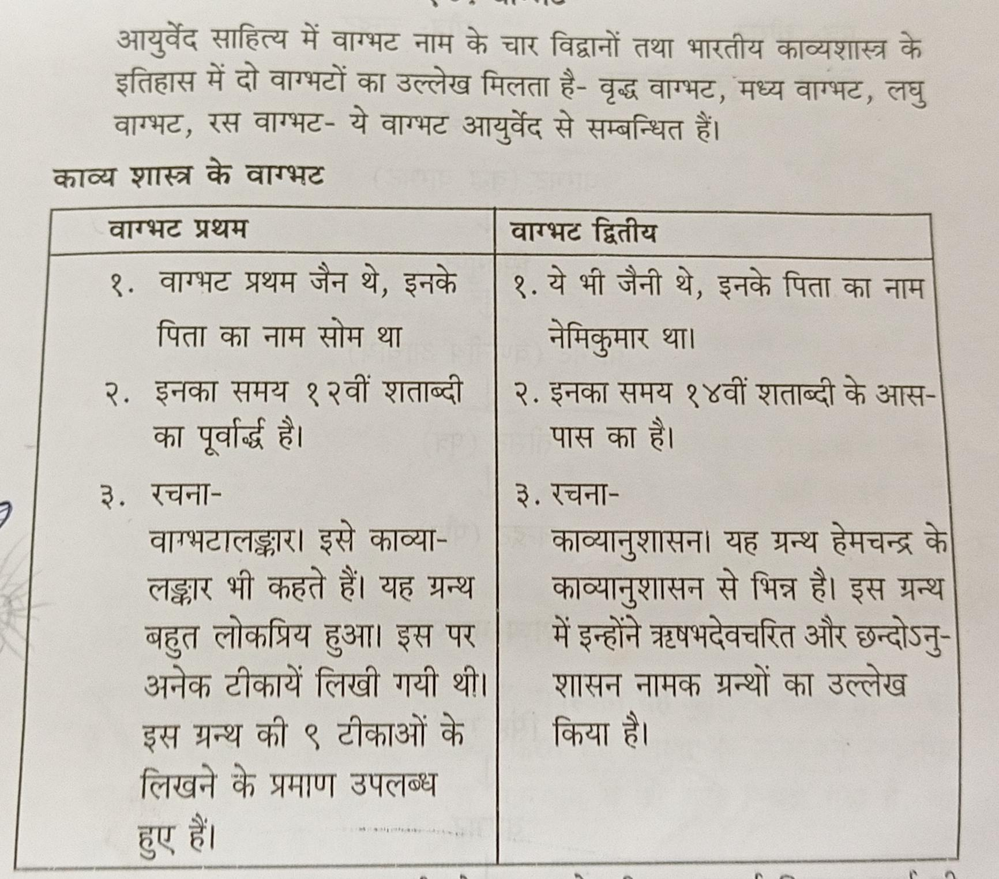 आयुर्वेद साहित्य में वाग्भट नाम के चार विद्वानों तथा भारतीय काव्यशास्त्र के
इतिहास में दो वाग्भटों का उल्लेख मिलता है- वृद्ध वाग्भट, मध्य वाग्भट, लघु
वाग्भट, रस वाग्भट- ये वाग्भट आयुर्वेद से सम्बन्धित हैं।
काव्य शास्त्र के वाग्भट
वाग्भट प्रथम
१. वाग्भट प्रथम जैन थे, इनके
पिता का नाम सोम था
२. इनका समय १२वीं शताब्दी
का पूर्वार्द्ध है।
३. रचना-
वाग्भटालङ्कार। इसे काव्या-
लङ्कार भी कहते हैं। यह ग्रन्थ
बहुत लोकप्रिय हुआ। इस पर
अनेक टीकायें लिखी गयी थी।
इस ग्रन्थ की ९ टीकाओं के
लिखने के प्रमाण उपलब्ध
हुए हैं।
वाग्भट द्वितीय
१. ये भी जैनी थे, इनके पिता का नाम
नेमिकुमार था।
२. इनका समय १४वीं शताब्दी के आस-
पास का है।
३. रचना-
काव्यानुशासन। यह ग्रन्थ हेमचन्द्र के
काव्यानुशासन से भिन्न है। इस ग्रन्थ
में इन्होंने ऋषभदेवचरित और छन्दोऽनु-
शासन नामक ग्रन्थों का उल्लेख
किया है।